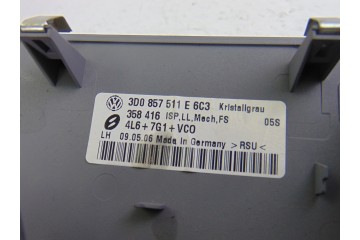 3D0 857 511 E 6C3 Kristallgrau
358 416 ISP,LL,Mech,FS 05S
4L6+7G1+VCO
LH 09.05.06 Made in Germany >RSU<